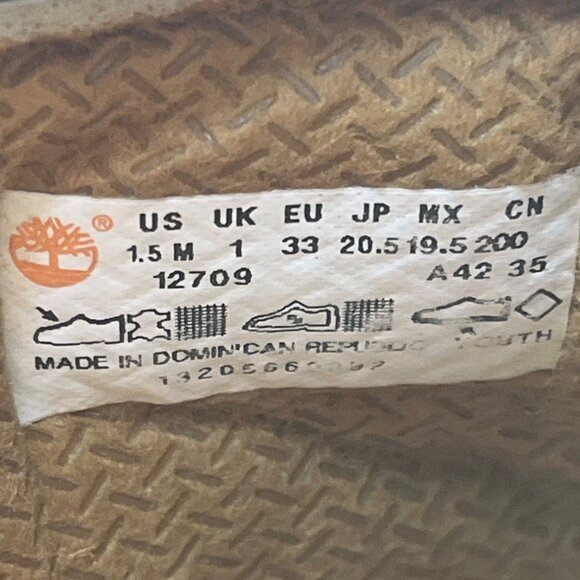 ® US UK EU JP MX CN
1.5 M 1 33 20.5 19.5 200
12709 A42 35
MADE IN DOMINICAN REPUBLIC YOUTH